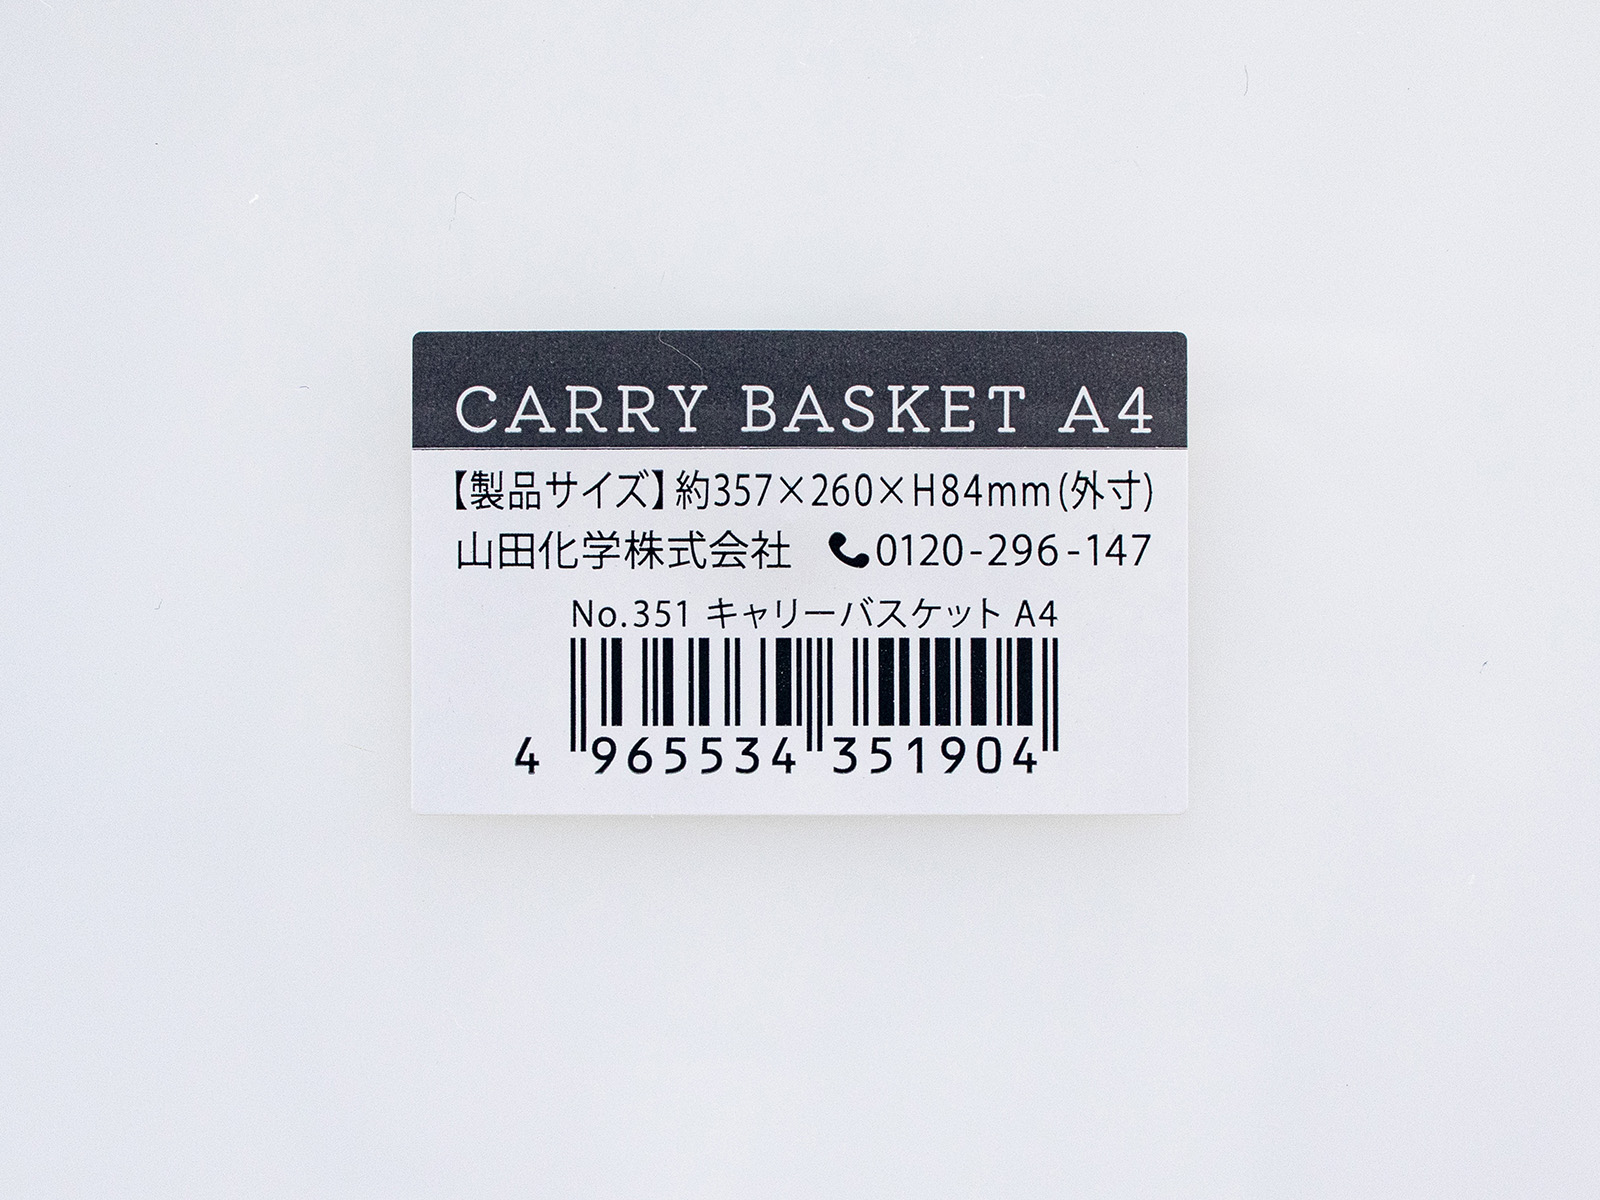 CARRY BASKET A4
【製品サイズ】約357×260×H84mm(外寸)
山田化学株式会社 📞0120-296-147
No.351 キャリーバスケット A4
4 965534 351904